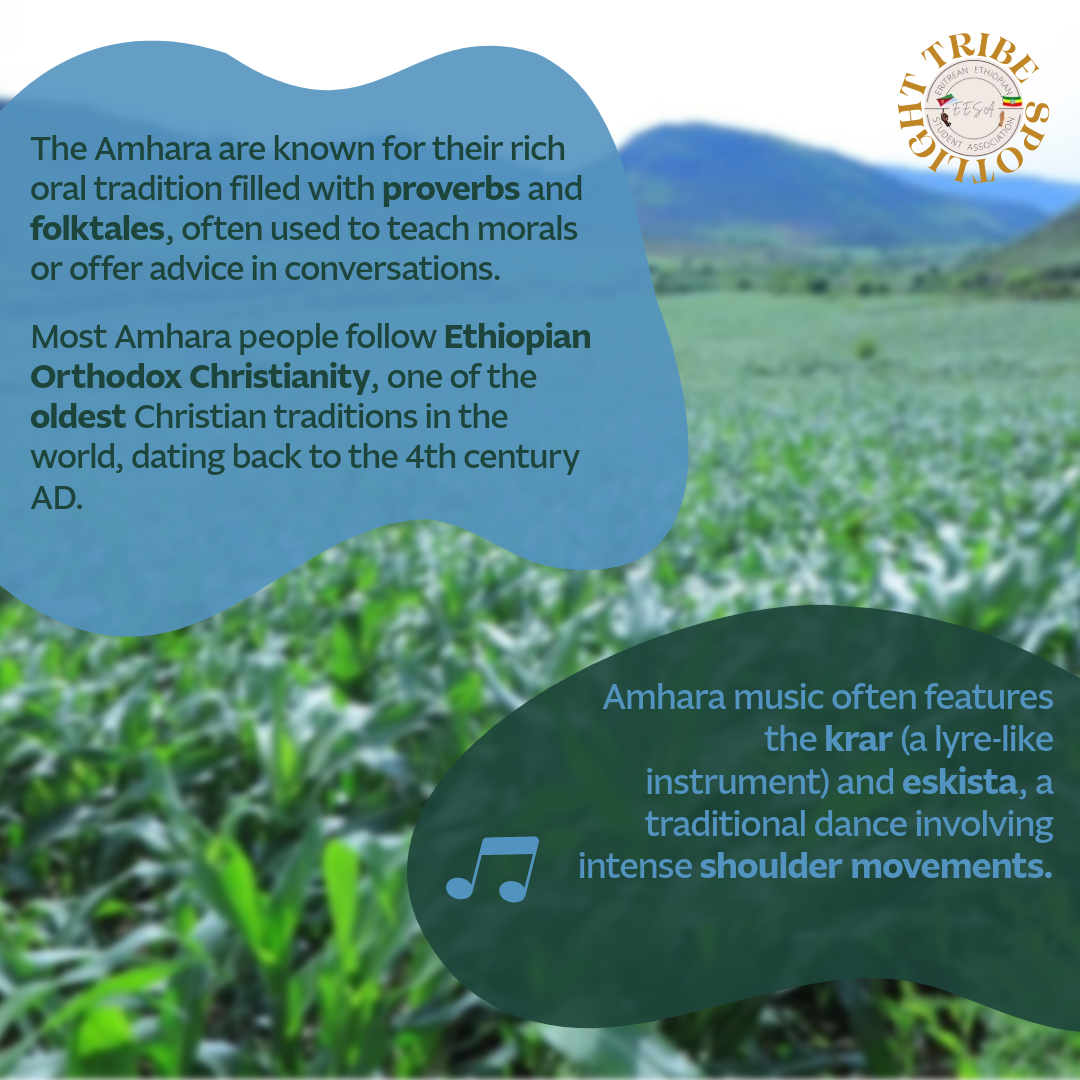 TRIBE SPOTLIGHT
ERITREAN ETHIOPIAN
EESA
STUDENT ASSOCIATION
The Amhara are known for their rich
oral tradition filled with proverbs and
folktales, often used to teach morals
or offer advice in conversations.
Most Amhara people follow Ethiopian
Orthodox Christianity, one of the
oldest Christian traditions in the
world, dating back to the 4th century
AD.
Amhara music often features
the krar (a lyre-like
instrument) and eskista, a
traditional dance involving
intense shoulder movements.